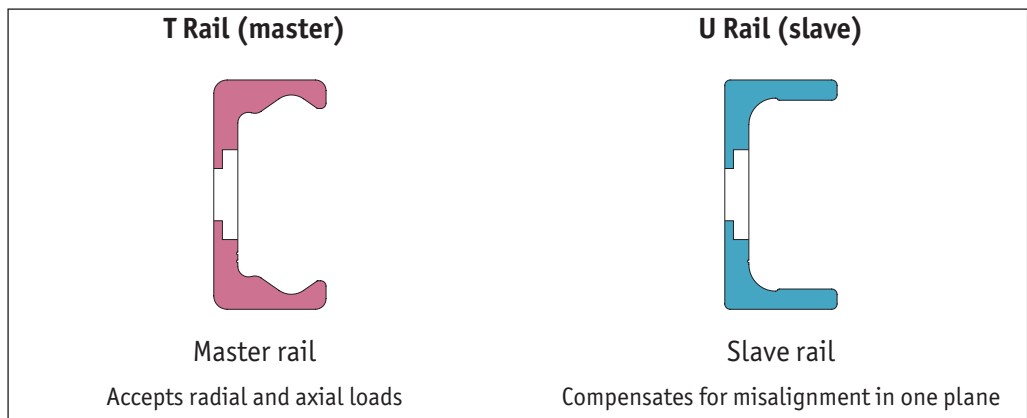 T Rail (master)
U Rail (slave)
Master rail
Slave rail
Accepts radial and axial loads
Compensates for misalignment in one plane